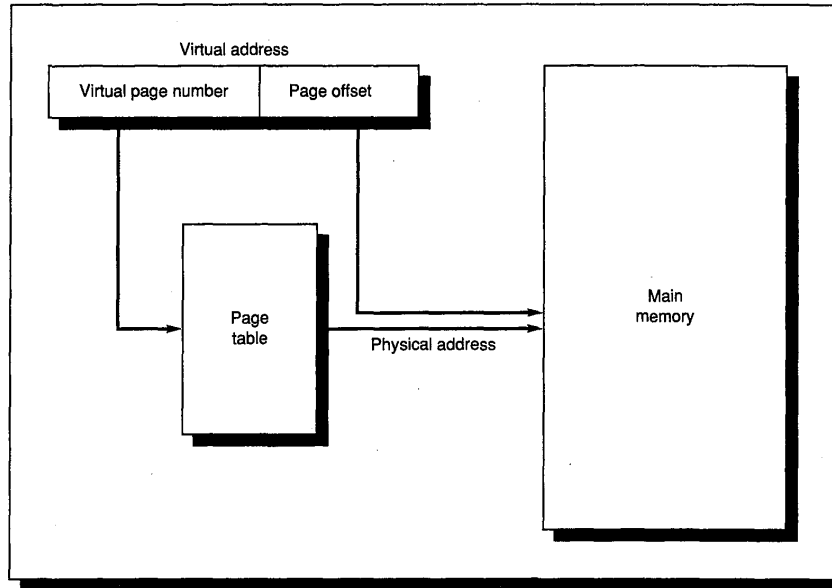 Virtual address
Virtual page number
Page offset
Page
table
Physical address
Main
memory